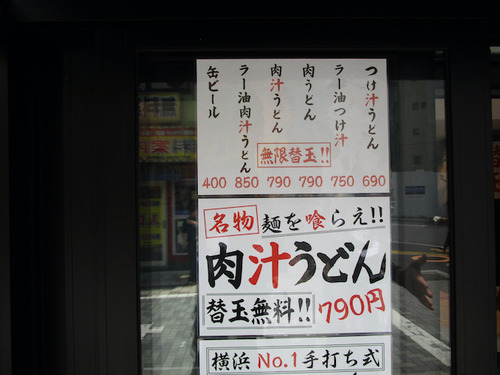 つけ汁うどん
ラー油つけ汁
肉うどん
肉汁うどん
ラー油肉汁うどん
缶ビール
無限替玉!!
400 850 790 790 750 690
名物 麺を喰らえ!!
肉汁うどん
替玉無料!! 790円
横浜No.1手打ち式